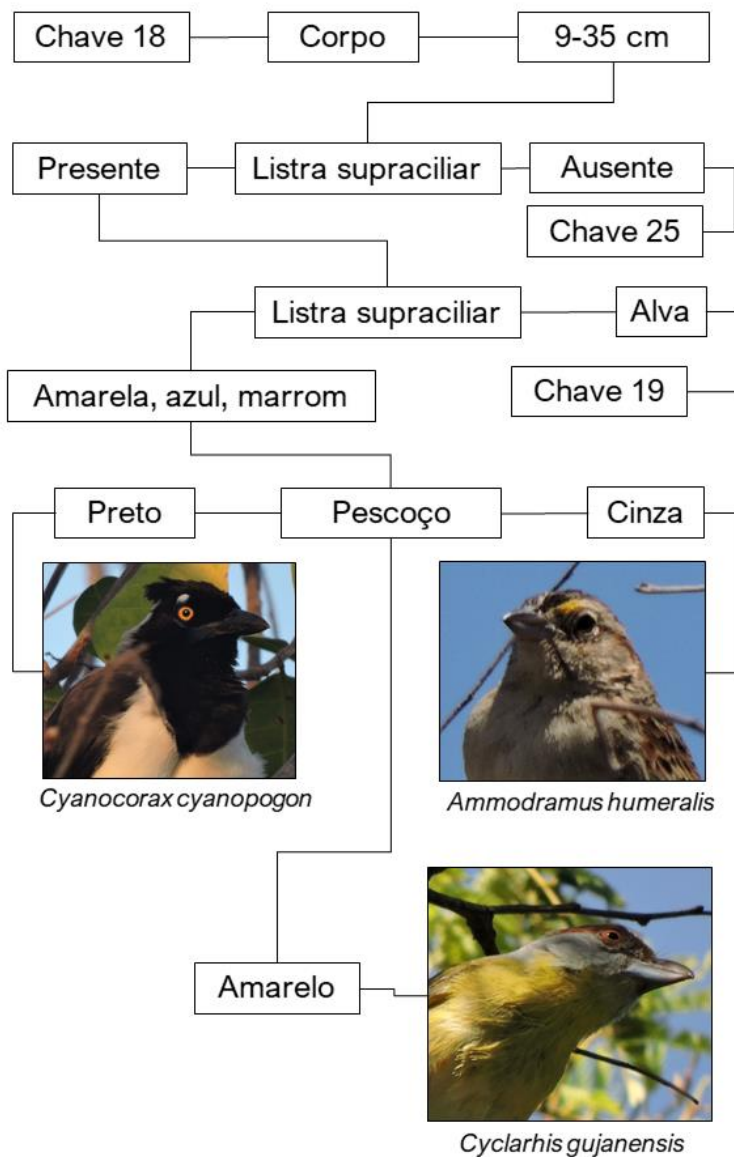 Chave 18
Corpo
9-35 cm
Presente
Listra supraciliar
Ausente
Chave 25
Listra supraciliar
Alva
Amarela, azul, marrom
Chave 19
Preto
Pescoço
Cinza
Cyanocorax cyanopogon
Ammodramus humeralis
Amarelo
Cyclarhis gujanensis